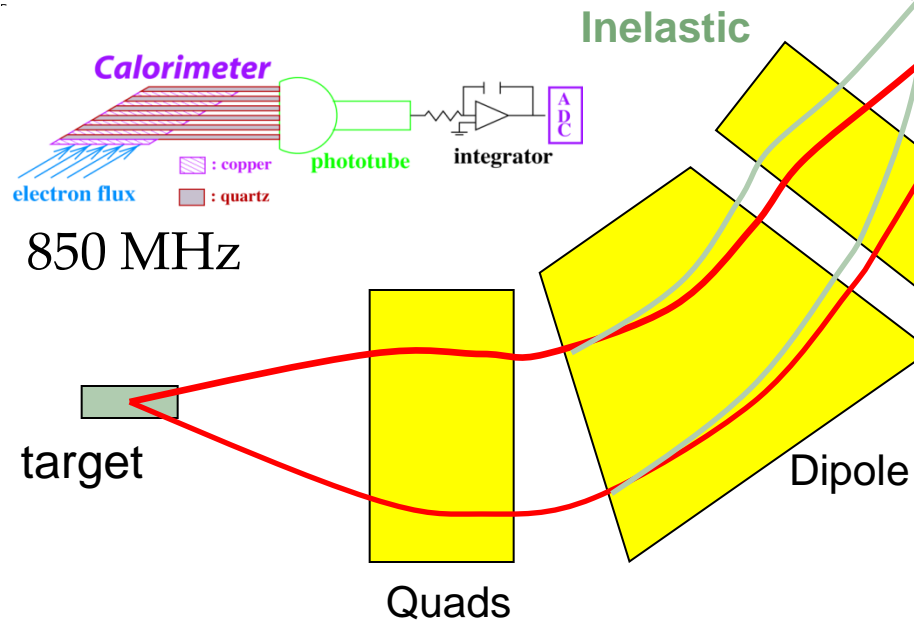 Inelastic
Calorimeter
A
D
C
phototube
integrator
: copper
electron flux
: quartz
850 MHz
target
Dipole
Quads